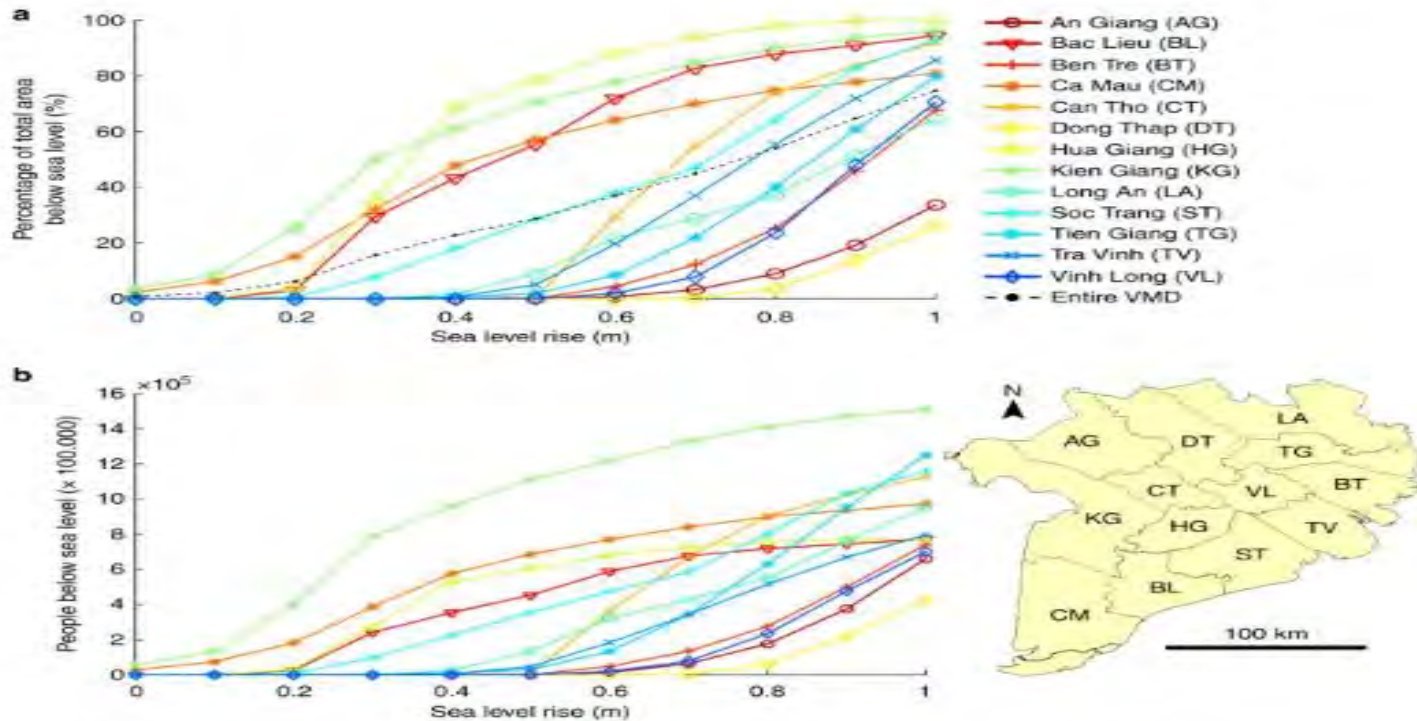 a
100
80
60
40
20
0
Percentage of total area
below sea level (%)
0 0.2 0.4 0.6 0.8 1
Sea level rise (m)
An Giang (AG)
Bac Lieu (BL)
Ben Tre (BT)
Ca Mau (CM)
Can Tho (CT)
Dong Thap (DT)
Hua Giang (HG)
Kien Giang (KG)
Long An (LA)
Soc Trang (ST)
Tien Giang (TG)
Tra Vinh (TV)
Vinh Long (VL)
Entire VMD
b
×10⁵
16
14
12
10
8
6
4
2
0
People below sea level (x 100.000)
0 0.2 0.4 0.6 0.8 1
Sea level rise (m)
N
LA
AG DT
TG
CT VL BT
KG HG TV
ST
BL
CM
100 km